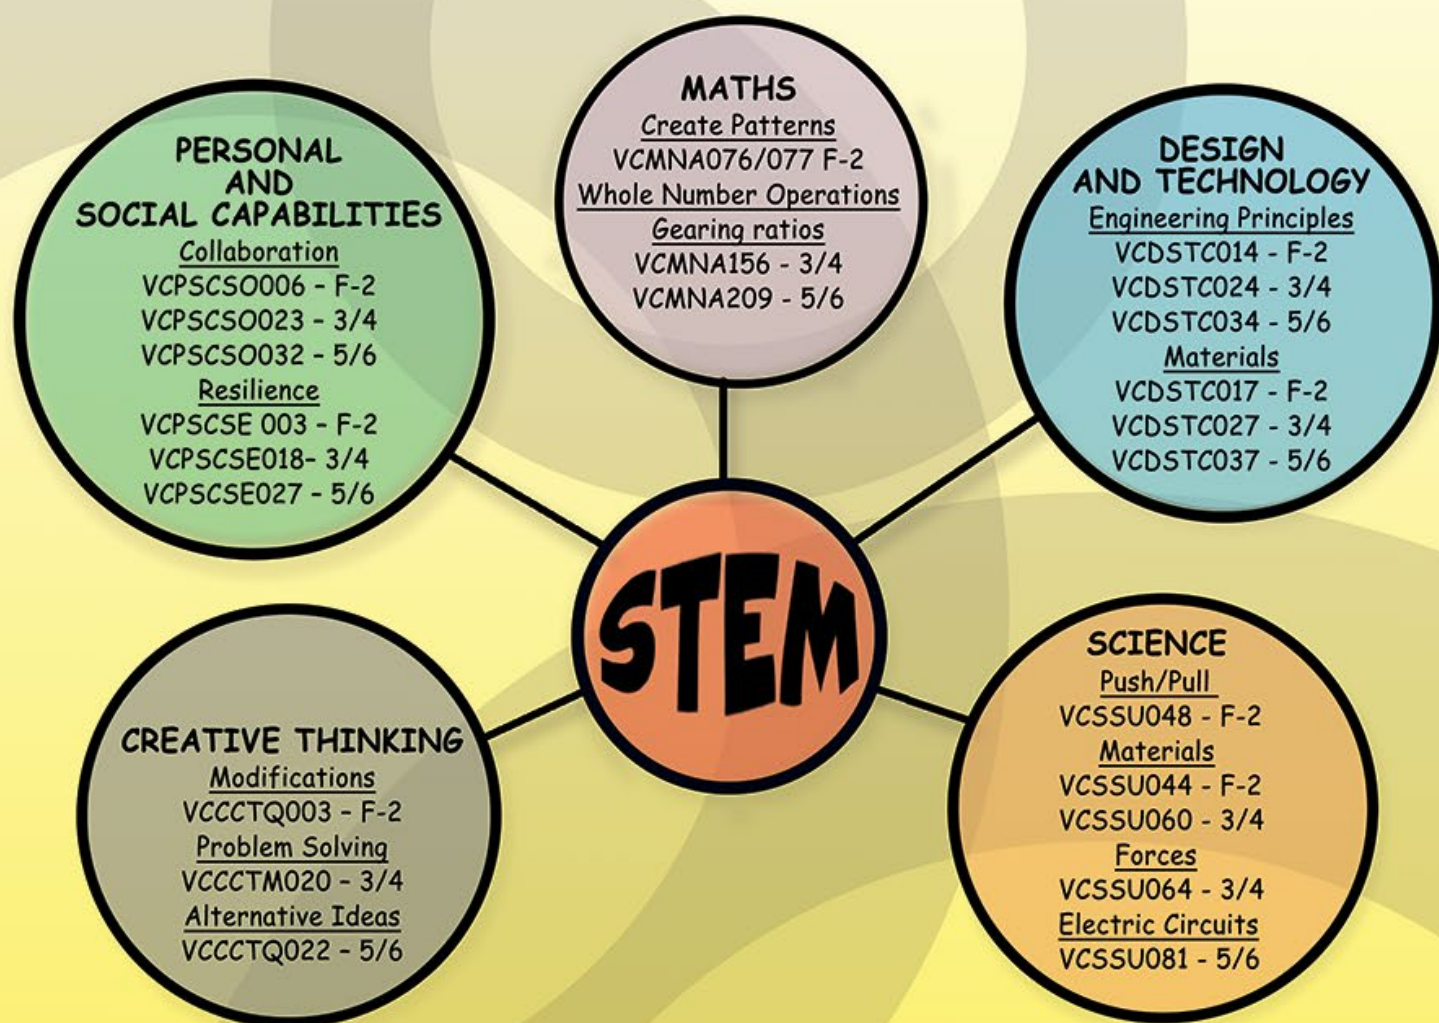 MATHS
Create Patterns
VCMNA076/077 F-2
Whole Number Operations
Gearing ratios
VCMNA156 - 3/4
VCMNA209 - 5/6
PERSONAL
AND
SOCIAL CAPABILITIES
Collaboration
VCPSCSO006 - F-2
VCPSCSO023 - 3/4
VCPSCSO032 - 5/6
Resilience
VCPSCSE 003 - F-2
VCPSCSE018- 3/4
VCPSCSE027 - 5/6
DESIGN
AND TECHNOLOGY
Engineering Principles
VCDSTC014 - F-2
VCDSTC024 - 3/4
VCDSTC034 - 5/6
Materials
VCDSTC017 - F-2
VCDSTC027 - 3/4
VCDSTC037 - 5/6
STEM
CREATIVE THINKING
Modifications
VCCCTQ003 - F-2
Problem Solving
VCCCTM020 - 3/4
Alternative Ideas
VCCCTQ022 - 5/6
SCIENCE
Push/Pull
VCSSU048 - F-2
Materials
VCSSU044 - F-2
VCSSU060 - 3/4
Forces
VCSSU064 - 3/4
Electric Circuits
VCSSU081 - 5/6